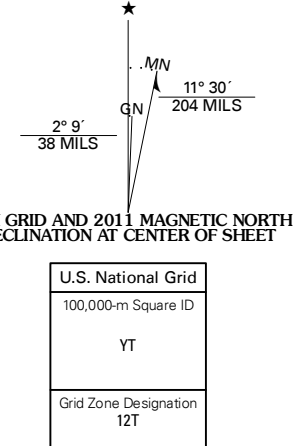 MN
11° 30´
204 MILS
GN
2° 9´
38 MILS
GRID AND 2011 MAGNETIC NORTH
ECLINATION AT CENTER OF SHEET
U.S. National Grid
100,000-m Square ID
YT
Grid Zone Designation
12T